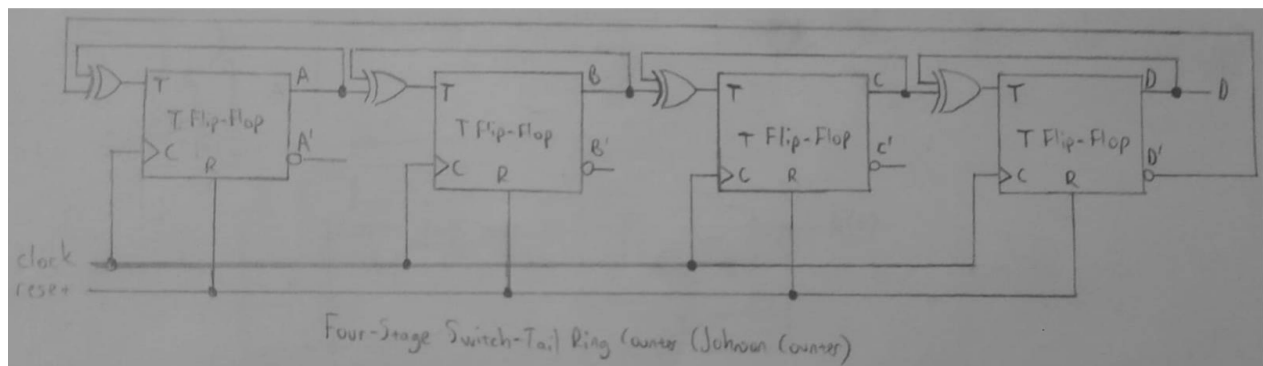 A
B
C
D
T
T
T
T
D
T Flip-Flop
T Flip-Flop
T Flip-Flop
T Flip-Flop
A'
B'
C'
D'
C
R
C
R
C
R
C
R
clock
reset
Four-Stage Switch-Tail Ring Counter (Johnson Counter)